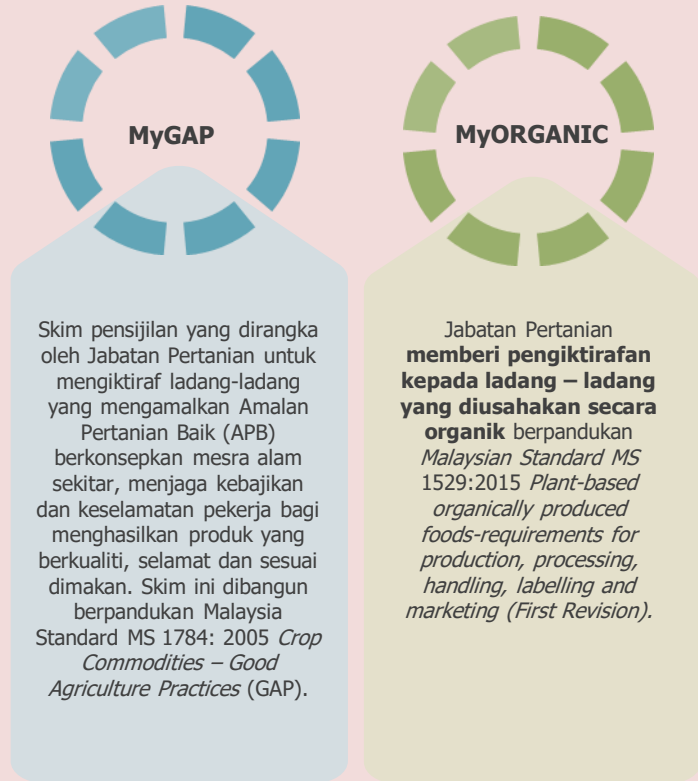 MyGAP
Skim pensijilan yang dirangka
oleh Jabatan Pertanian untuk
mengiktiraf ladang-ladang
yang mengamalkan Amalan
Pertanian Baik (APB)
berkonsepkan mesra alam
sekitar, menjaga kebajikan
dan keselamatan pekerja bagi
menghasilkan produk yang
berkualiti, selamat dan sesuai
dimakan. Skim ini dibangun
berpandukan Malaysia
Standard MS 1784: 2005 Crop
Commodities – Good
Agriculture Practices (GAP).
MyORGANIC
Jabatan Pertanian
memberi pengiktirafan
kepada ladang – ladang
yang diusahakan secara
organik berpandukan
Malaysian Standard MS
1529:2015 Plant-based
organically produced
foods-requirements for
production, processing,
handling, labelling and
marketing (First Revision).